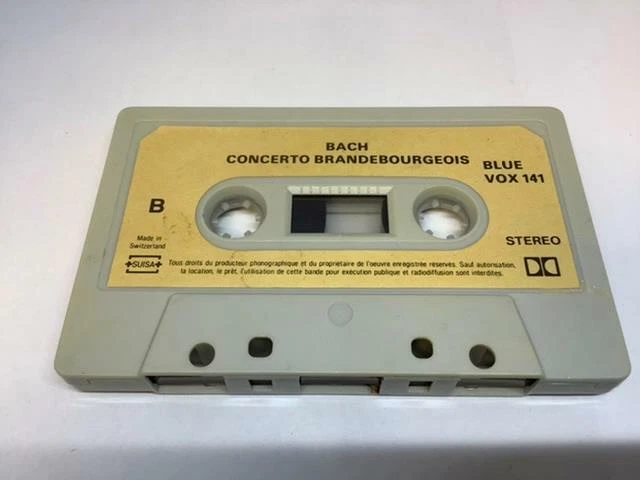 BACH
CONCERTO BRANDEBOURGEOIS
BLUE
VOX 141
B
Made in
Switzerland
STEREO
SUISA
Tous droits du producteur phonographique et du propriétaire de l'oeuvre enregistrée réservés. Sauf autorisation,
la location, le prêt, l'utilisation de cette bande pour exécution publique et radiodiffusion sont interdites.